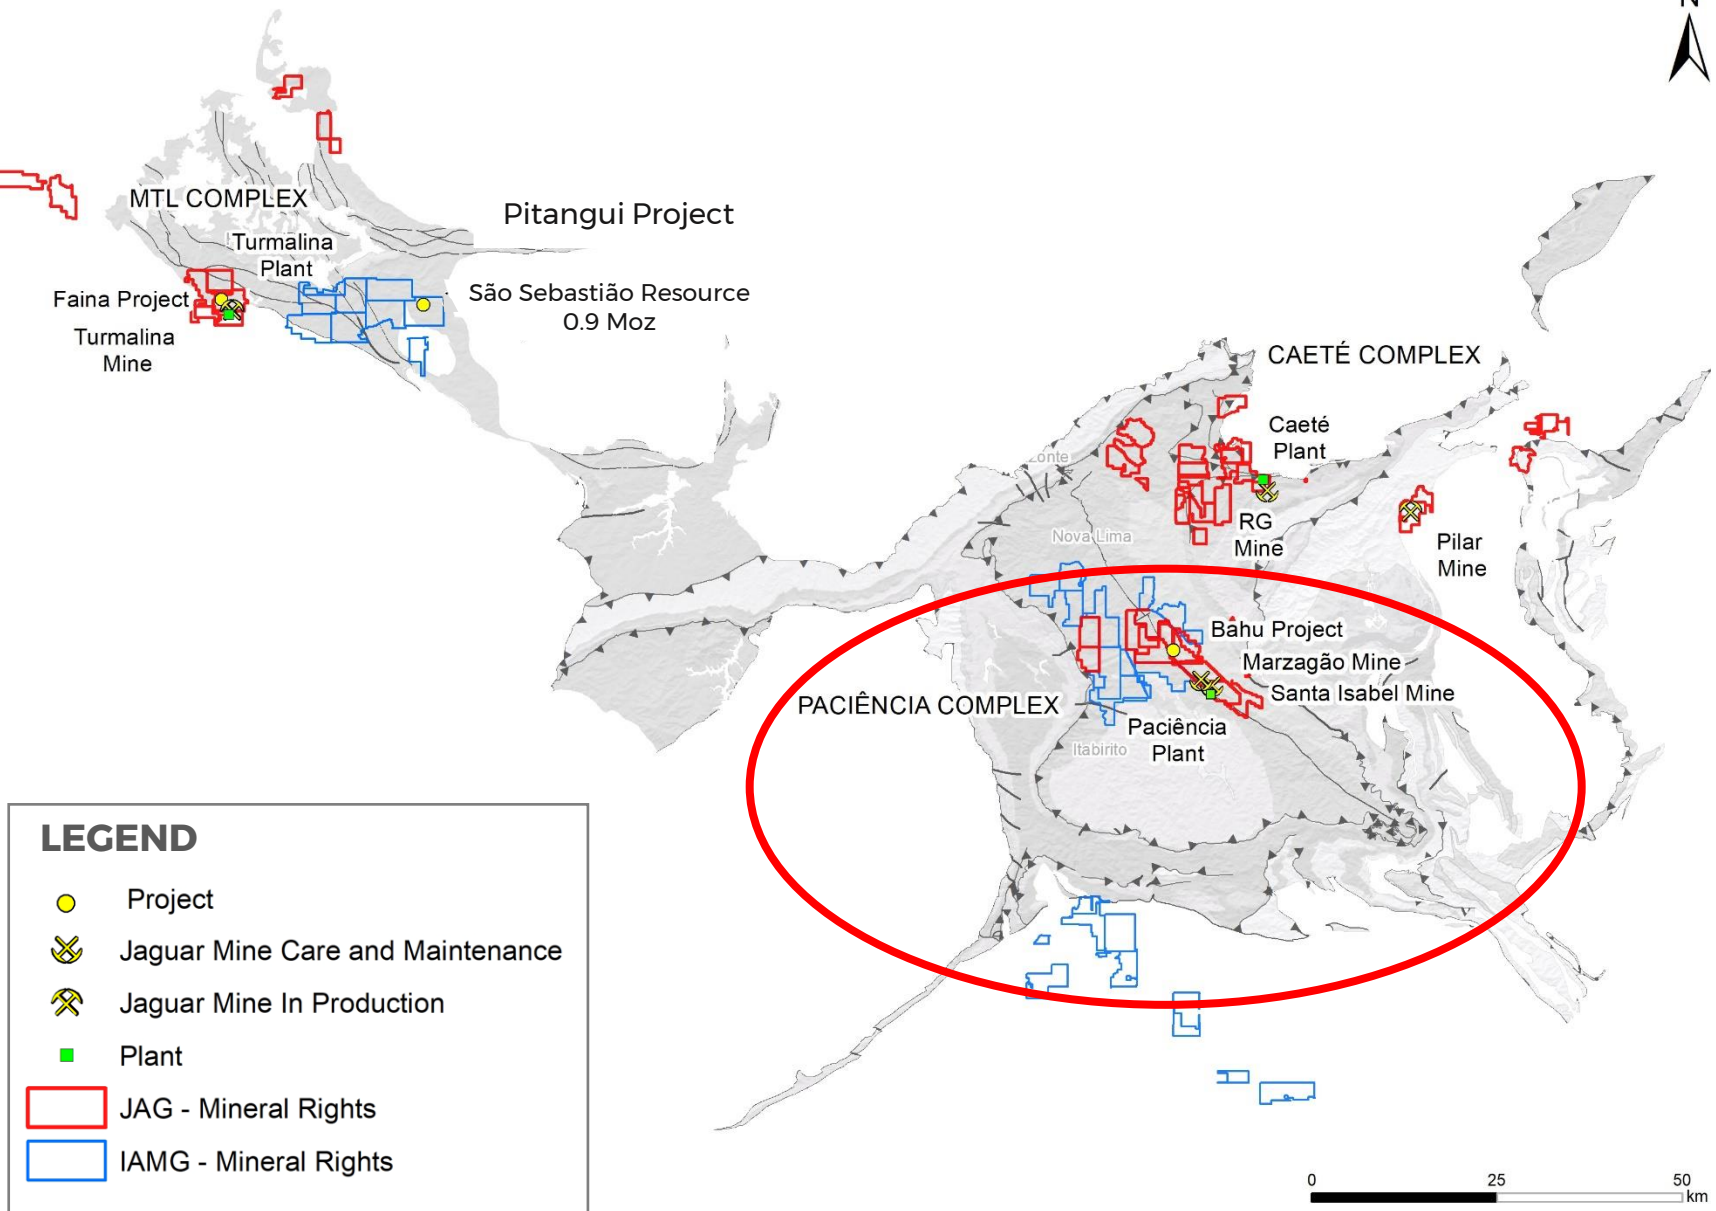 N
MTL COMPLEX
Pitangui Project
Turmalina
Plant
Faina Project
São Sebastião Resource
0.9 Moz
Turmalina
Mine
CAETÉ COMPLEX
Caeté
Plant
zonte
RG
Mine
Nova Lima
Pilar
Mine
Bahu Project
Marzagão Mine
Santa Isabel Mine
PACIÊNCIA COMPLEX
Paciência
Plant
Itabirito
LEGEND
Project
Jaguar Mine Care and Maintenance
Jaguar Mine In Production
Plant
JAG - Mineral Rights
IAMG - Mineral Rights
0 25 50
km